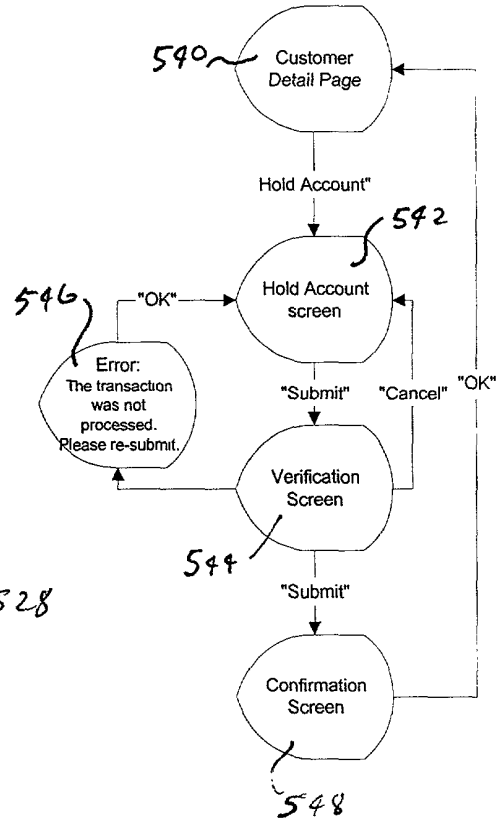 540
Customer
Detail Page
Hold Account"
542
Hold Account
screen
546
"OK"
Error:
The transaction
was not
processed.
Please re-submit.
"Submit"
"Cancel"
"OK"
Verification
Screen
544
528
"Submit"
Confirmation
Screen
548